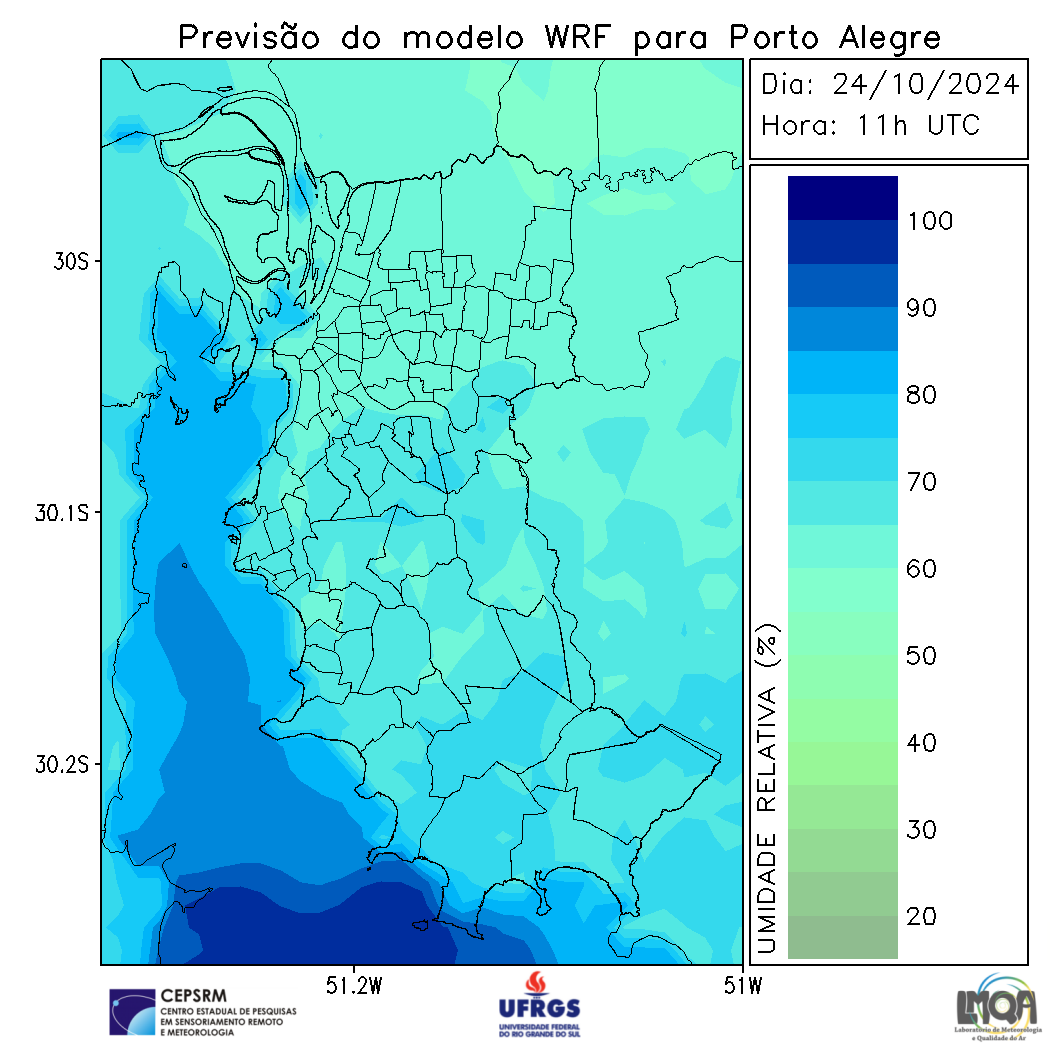 Previsão do modelo WRF para Porto Alegre
Dia: 24/10/2024
Hora: 11h UTC
30S
30.1S
30.2S
51.2W
51W
UMIDADE RELATIVA (%)
100
90
80
70
60
50
40
30
20
CEPSRM
CENTRO ESTADUAL DE PESQUISAS
EM SENSORIAMENTO REMOTO
E METEOROLOGIA
UFRGS
UNIVERSIDADE FEDERAL
DO RIO GRANDE DO SUL
LMQA
Laboratório de Meteorologia
e Qualidade do Ar